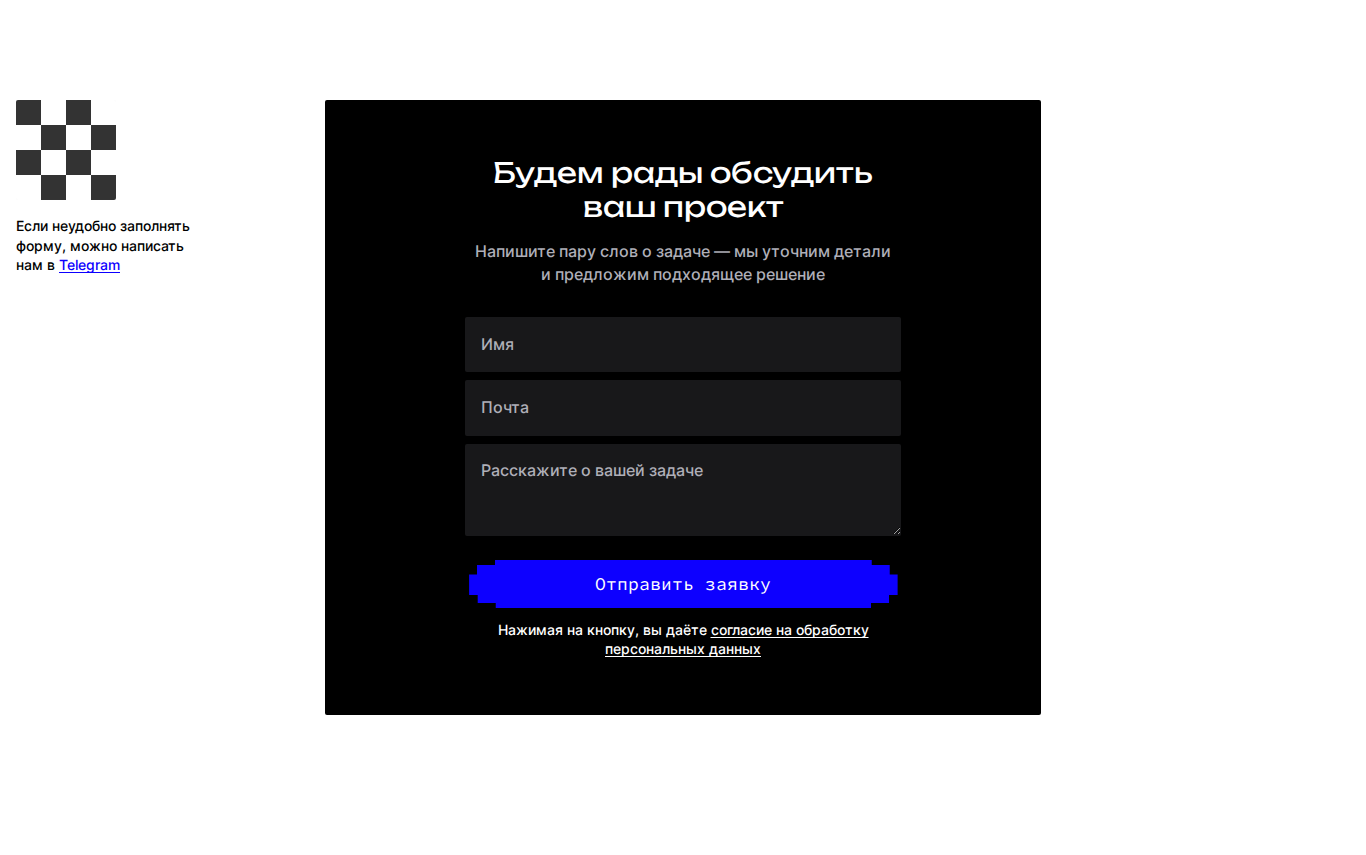 Если неудобно заполнять
форму, можно написать
нам в Telegram
Будем рады обсудить
ваш проект
Напишите пару слов о задаче — мы уточним детали
и предложим подходящее решение
Имя
Почта
Расскажите о вашей задаче
Отправить заявку
Нажимая на кнопку, вы даёте согласие на обработку
персональных данных